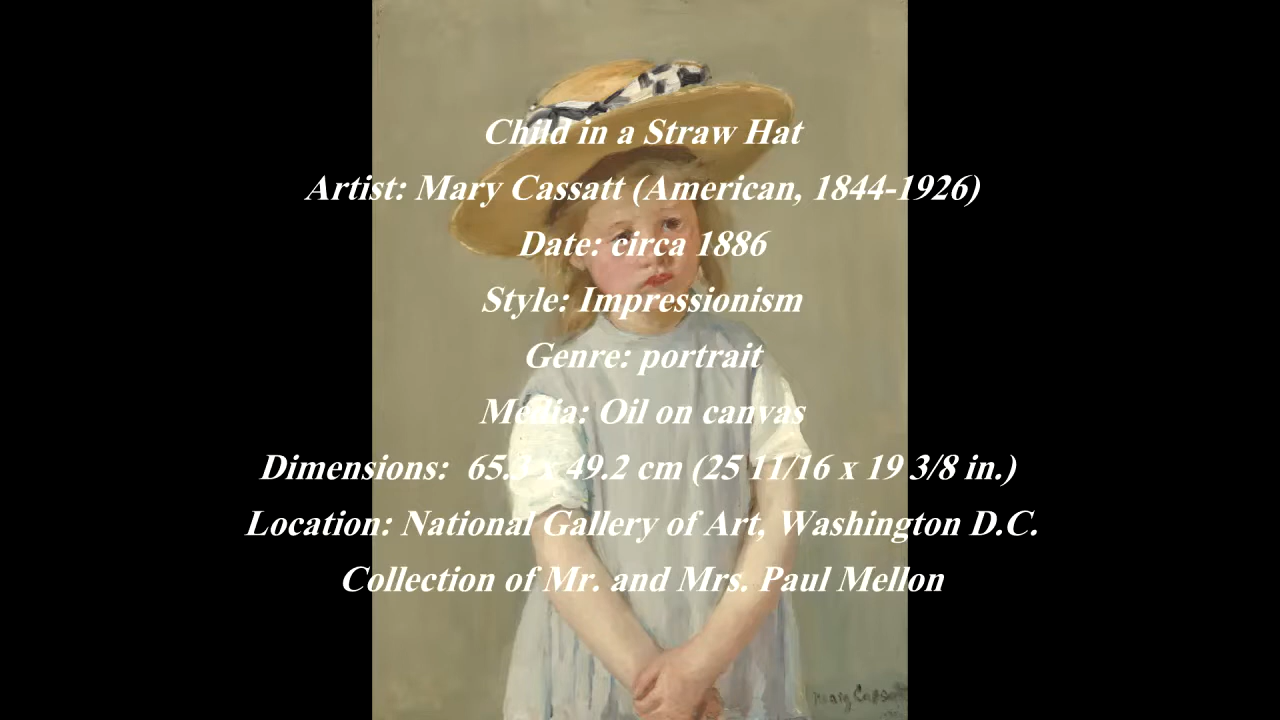 Child in a Straw Hat
Artist: Mary Cassatt (American, 1844-1926)
Date: circa 1886
Style: Impressionism
Genre: portrait
Media: Oil on canvas
Dimensions:  65.3 x 49.2 cm (25 11/16 x 19 3/8 in.)
Location: National Gallery of Art, Washington D.C.
Collection of Mr. and Mrs. Paul Mellon
Mary Cassatt